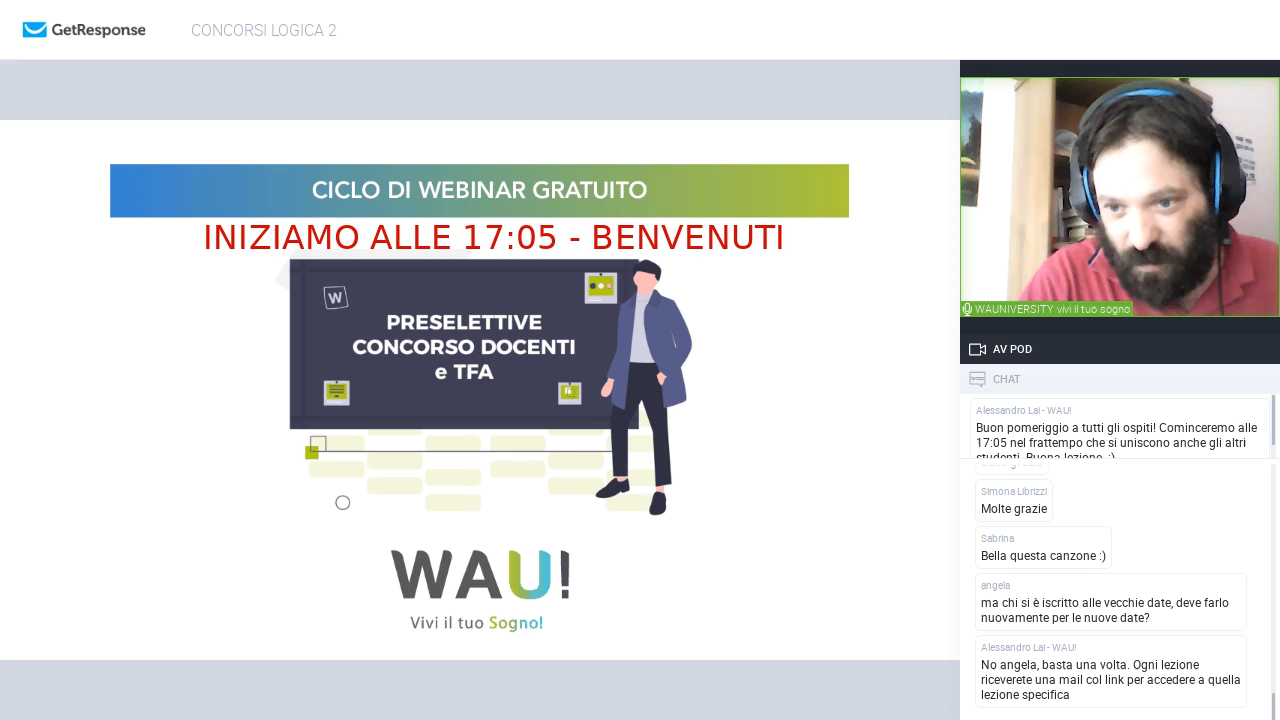 GetResponse
CONCORSI LOGICA 2
CICLO DI WEBINAR GRATUITO
INIZIAMO ALLE 17:05 - BENVENUTI
W
PRESELETTIVE
CONCORSO DOCENTI
e TFA
WAU!
Vivi il tuo Sogno!
WAUNIVERSITY vivi il tuo sogno
AV POD
CHAT
Alessandro Lai - WAU!
Buon pomeriggio a tutti gli ospiti! Cominceremo alle
17:05 nel frattempo che si uniscono anche gli altri
studenti. Buona lezione :)
Simona Librizzi
Molte grazie
Sabrina
Bella questa canzone :)
angela
ma chi si è iscritto alle vecchie date, deve farlo
nuovamente per le nuove date?
Alessandro Lai - WAU!
No angela, basta una volta. Ogni lezione
riceverete una mail col link per accedere a quella
lezione specifica